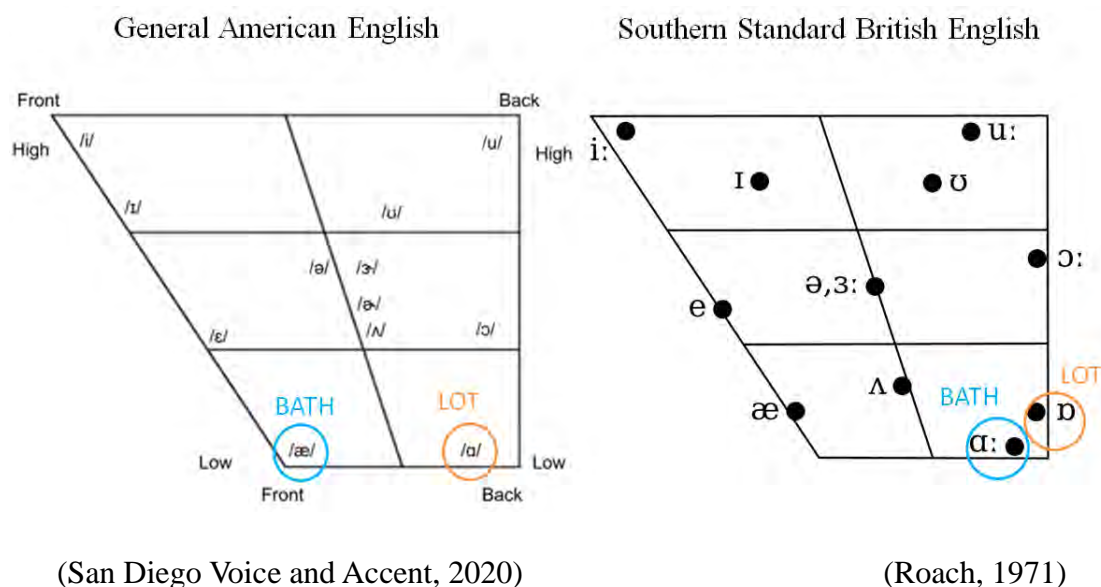 General American English
Southern Standard British English
Front
Back
High
/i/
/u/
/ɪ/
/ʊ/
/ə/
/ɝ/
/ɚ/
/ʌ/
/ɔ/
/ɛ/
BATH
LOT
/æ/
/ɑ/
Low
Front
Back
High
iː
uː
ɪ
ʊ
ɔː
ə,ɜː
e
ʌ
æ
BATH
LOT
ɒ
ɑː
Low
(San Diego Voice and Accent, 2020)
(Roach, 1971)